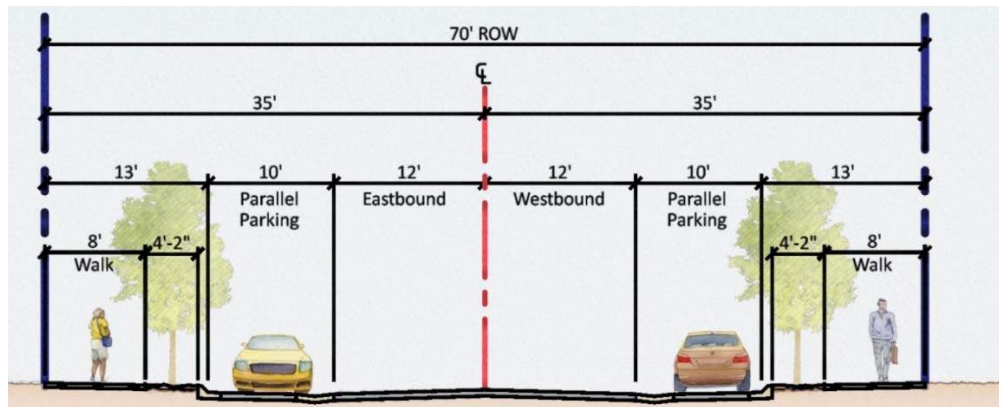 70' ROW
℄
35' 35'
13' 10' 12' 12' 10' 13'
Parallel Eastbound Westbound Parallel
Parking Parking
8' 4'-2" 4'-2" 8'
Walk Walk